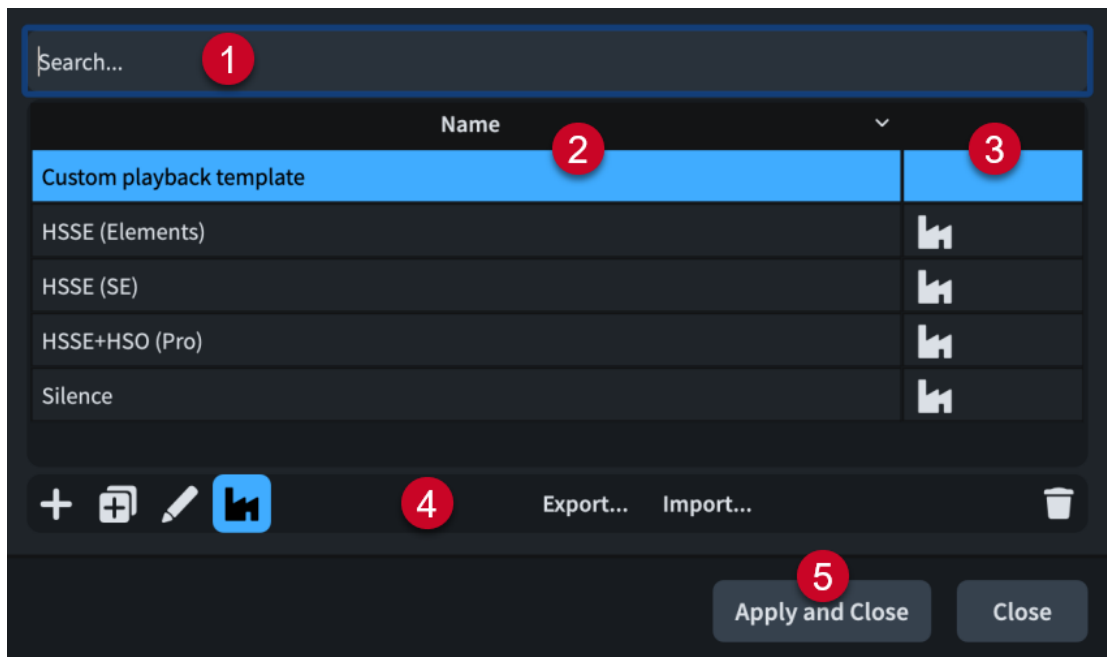 Search... 1
Name 2 3
Custom playback template
HSSE (Elements)
HSSE (SE)
HSSE+HSO (Pro)
Silence
4 Export... Import...
5
Apply and Close Close